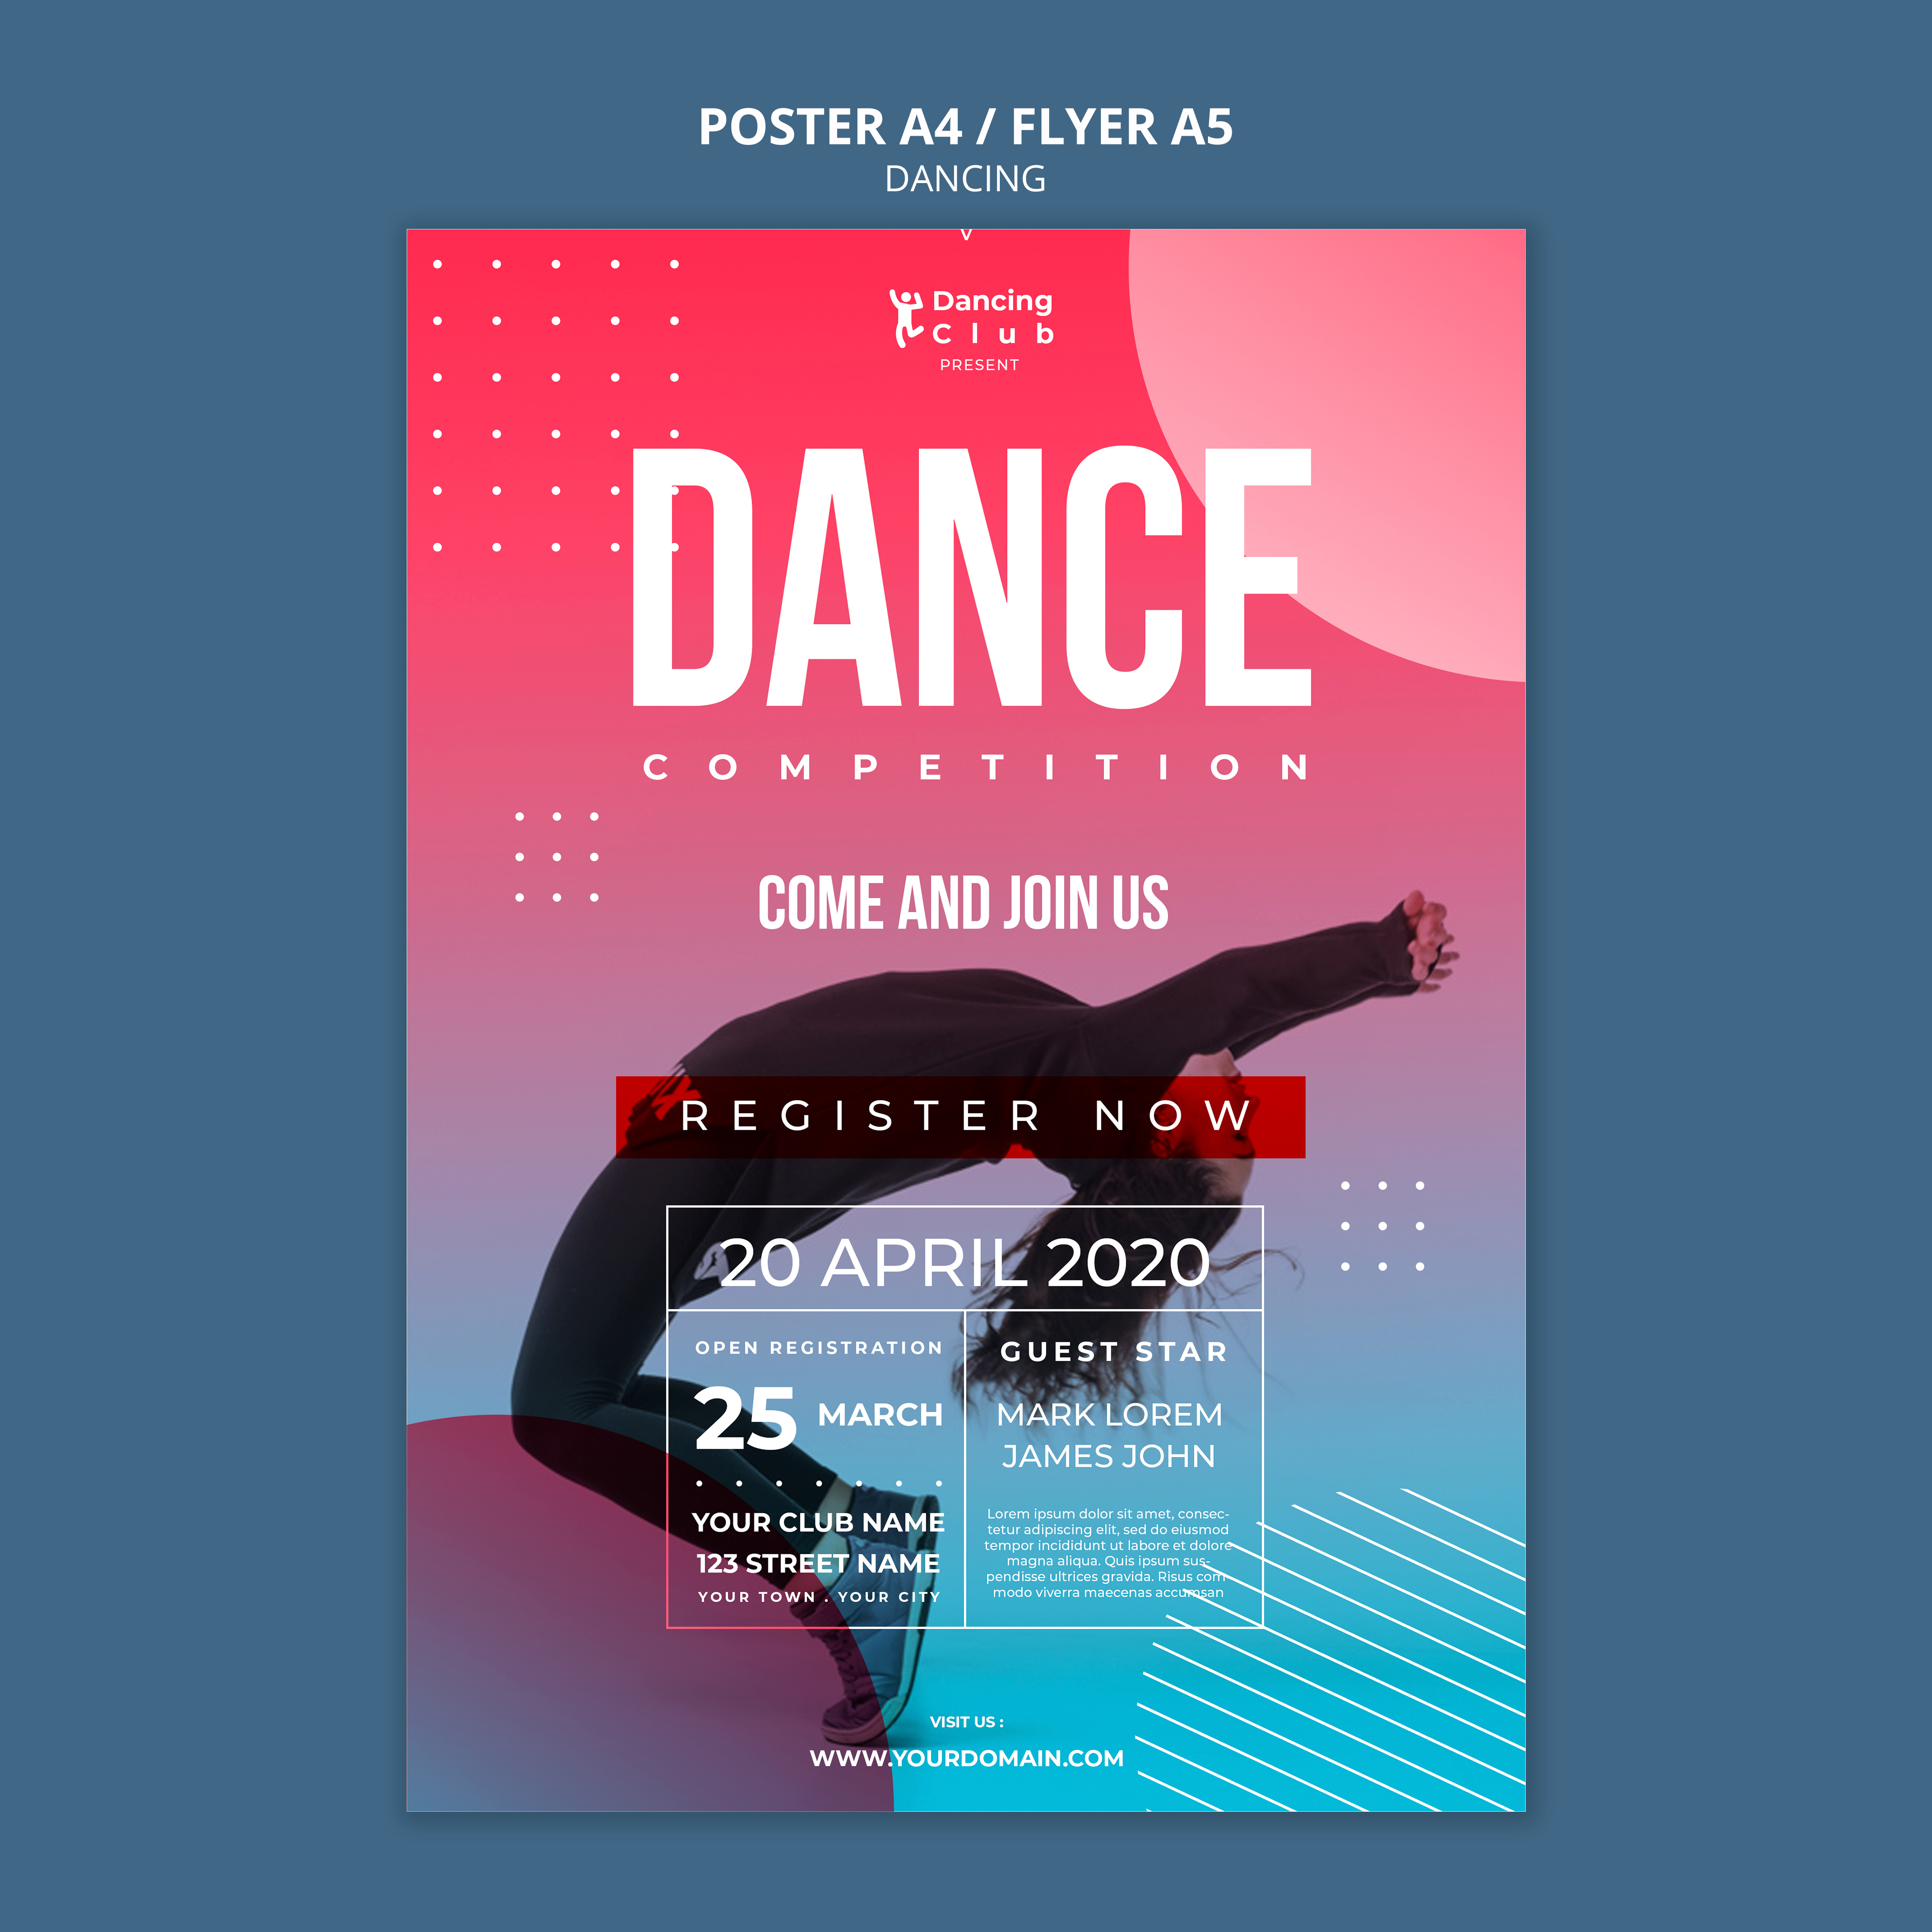 POSTER A4 / FLYER A5
DANCING
v
Dancing
Club
PRESENT
DANCE
COMPETITION
COME AND JOIN US
REGISTER NOW
20 APRIL 2020
OPEN REGISTRATION
25 MARCH
YOUR CLUB NAME
123 STREET NAME
YOUR TOWN . YOUR CITY
GUEST STAR
MARK LOREM
JAMES JOHN
Lorem ipsum dolor sit amet, consec-
tetur adipiscing elit, sed do eiusmod
tempor incididunt ut labore et dolore
magna aliqua. Quis ipsum sus-
pendisse ultrices gravida. Risus com-
modo viverra maecenas accumsan
VISIT US :
WWW.YOURDOMAIN.COM